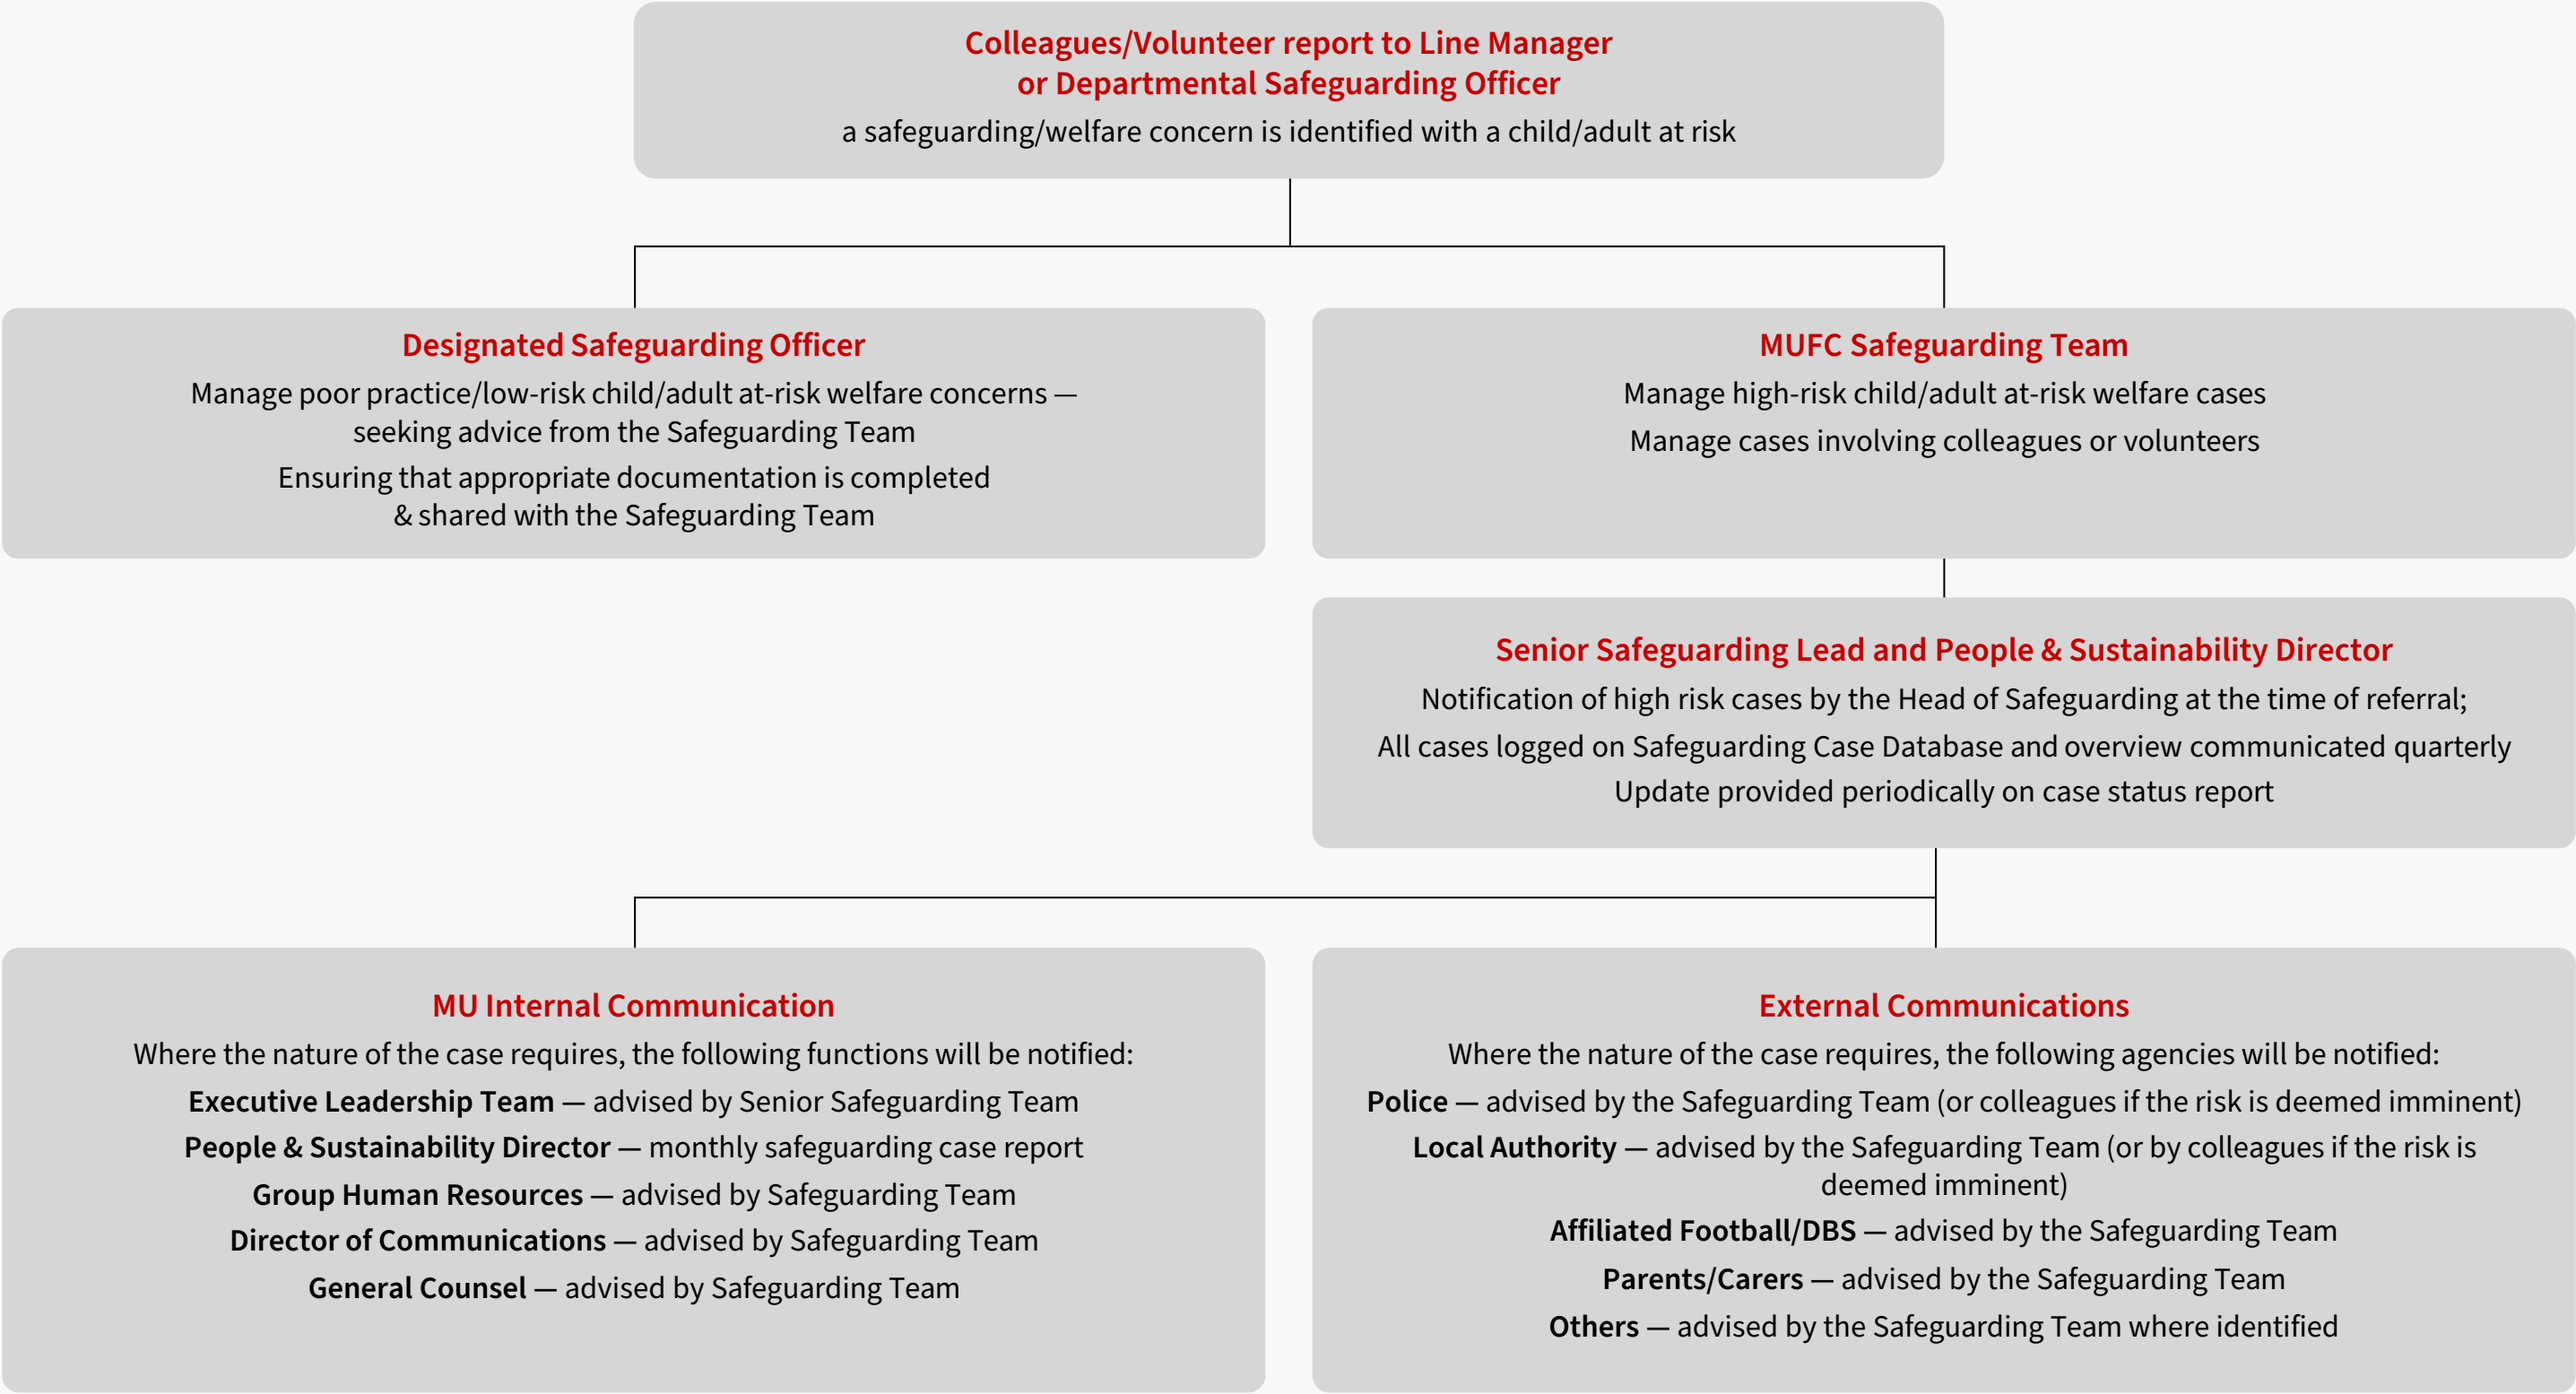 Colleagues/Volunteer report to Line Manager
or Departmental Safeguarding Officer
a safeguarding/welfare concern is identified with a child/adult at risk
Designated Safeguarding Officer
Manage poor practice/low-risk child/adult at-risk welfare concerns —
seeking advice from the Safeguarding Team
Ensuring that appropriate documentation is completed
& shared with the Safeguarding Team
MUFC Safeguarding Team
Manage high-risk child/adult at-risk welfare cases
Manage cases involving colleagues or volunteers
Senior Safeguarding Lead and People & Sustainability Director
Notification of high risk cases by the Head of Safeguarding at the time of referral;
All cases logged on Safeguarding Case Database and overview communicated quarterly
Update provided periodically on case status report
MU Internal Communication
Where the nature of the case requires, the following functions will be notified:
Executive Leadership Team — advised by Senior Safeguarding Team
People & Sustainability Director — monthly safeguarding case report
Group Human Resources — advised by Safeguarding Team
Director of Communications — advised by Safeguarding Team
General Counsel — advised by Safeguarding Team
External Communications
Where the nature of the case requires, the following agencies will be notified:
Police — advised by the Safeguarding Team (or colleagues if the risk is deemed imminent)
Local Authority — advised by the Safeguarding Team (or by colleagues if the risk is
deemed imminent)
Affiliated Football/DBS — advised by the Safeguarding Team
Parents/Carers — advised by the Safeguarding Team
Others — advised by the Safeguarding Team where identified